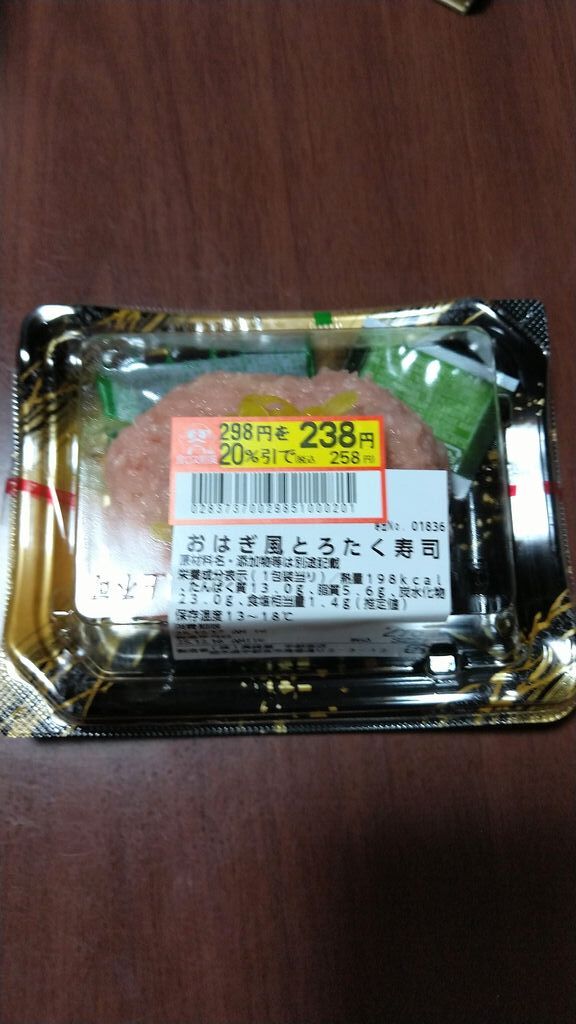 298円を 238円
20%引で 税込 258円
02837370029851000201
01836
おはぎ風とろたく寿司
原材料名・添加物等は別途記載
栄養成分表示(1包装当り)/熱量198kcal
、たんぱく質13.0g、脂質5.6g、炭水化物
23.0g、食塩相当量1.4g(推定値)
保存温度13~18℃